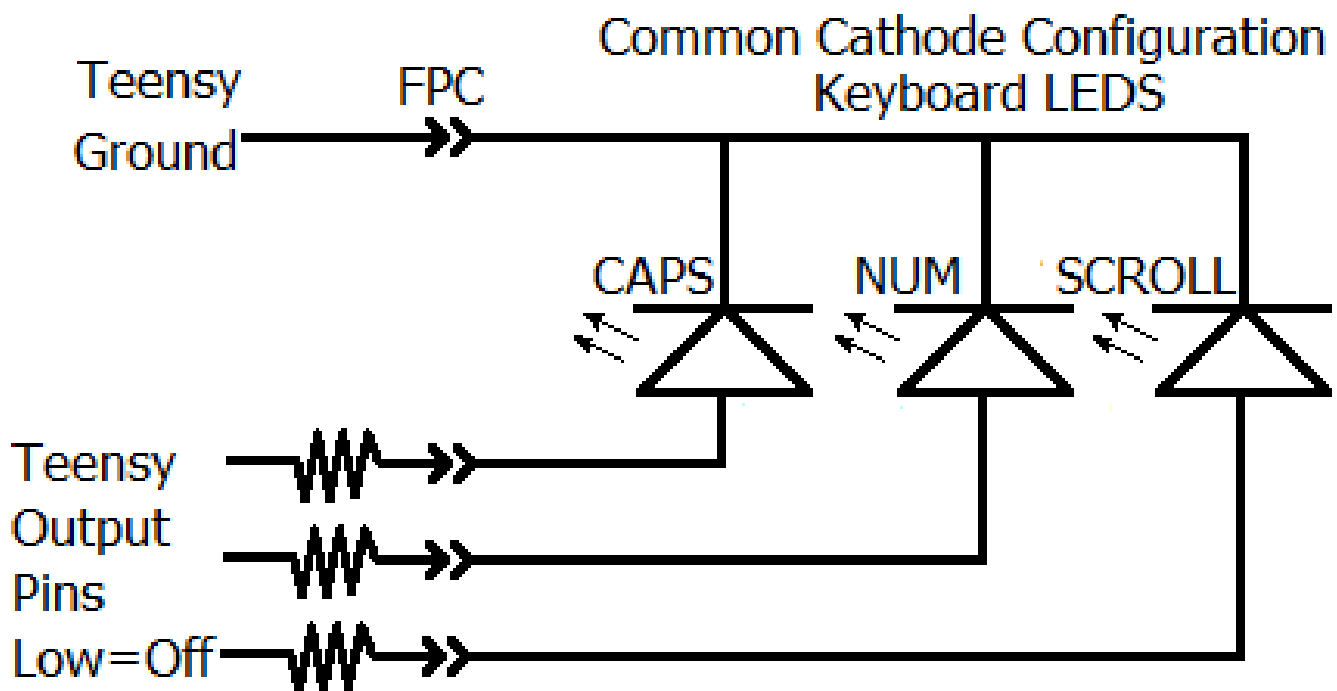 Common Cathode Configuration
Keyboard LEDS
Teensy
Ground
FPC
CAPS
NUM
SCROLL
Teensy
Output
Pins
Low=Off